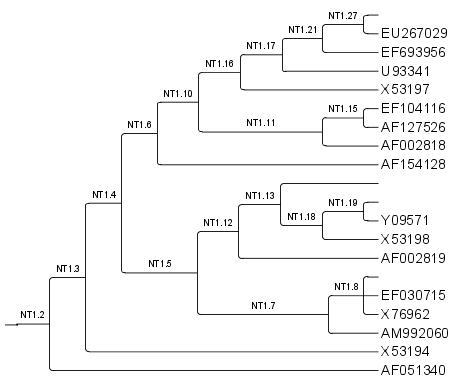 NT1.27
EU267029
NT1.21
EF693956
NT1.17
U93341
NT1.16
X53197
NT1.10
EF104116
NT1.15
NT1.11
AF127526
NT1.6
AF002818
AF154128
NT1.4
NT1.13
NT1.19
NT1.18
Y09571
NT1.12
X53198
NT1.5
AF002819
NT1.3
NT1.8
EF030715
NT1.7
X76962
NT1.2
AM992060
X53194
AF051340